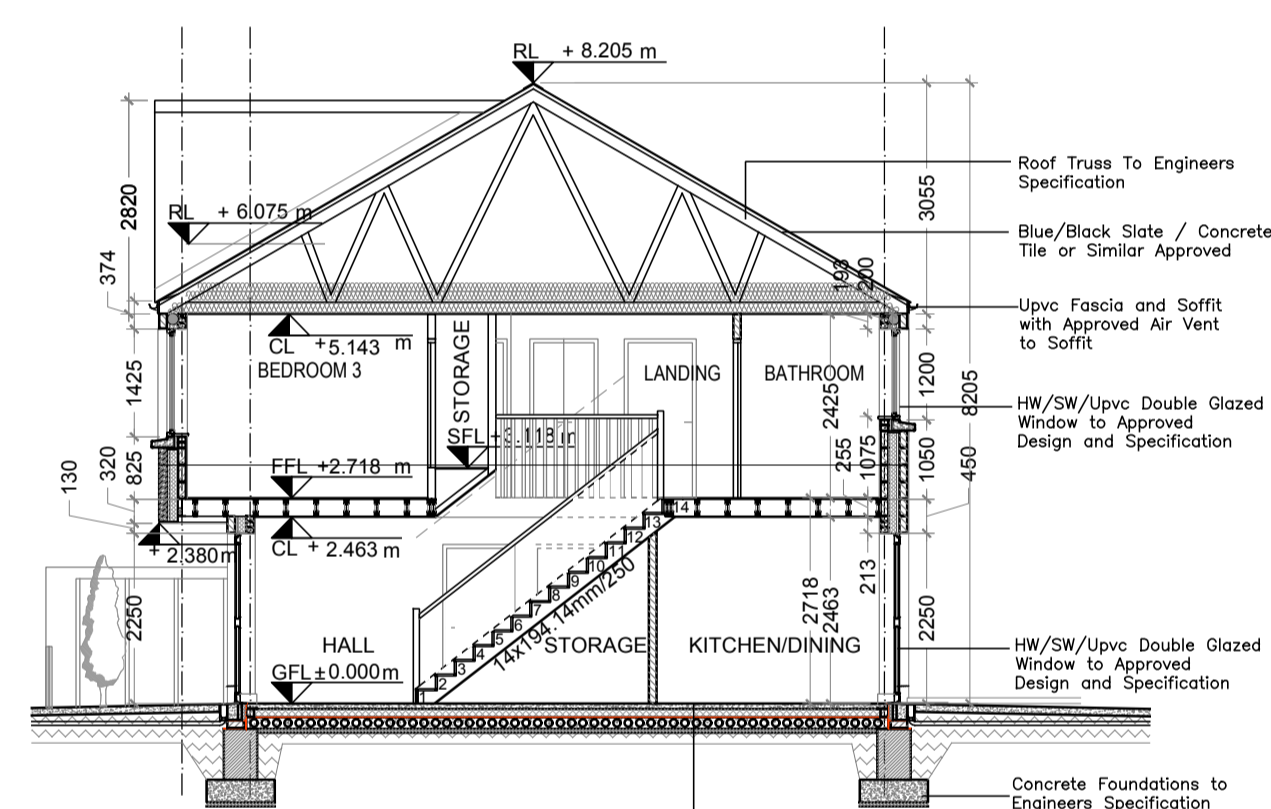 RL + 8.205 m
2820
3055
Roof Truss To Engineers
Specification
RL + 6.075 m
Blue/Black Slate / Concrete
Tile or Similar Approved
374
193
200
Upvc Fascia and Soffit
with Approved Air Vent
to Soffit
CL +5.143 m
BEDROOM 3
STORAGE
LANDING
BATHROOM
1425
2425
1200
8205
HW/SW/Upvc Double Glazed
Window to Approved
Design and Specification
SFL +3.118 m
130
320
825
FFL +2.718 m
255
1075
1050
450
14
13
12
11
10
9
8
7
6
5
4
3
2
1
+ 2.380m
CL + 2.463 m
14x194.14mm/250
2250
2718
2463
213
2250
HALL
STORAGE
KITCHEN/DINING
GFL ±0.000m
HW/SW/Upvc Double Glazed
Window to Approved
Design and Specification
Concrete Foundations to
Engineers Specification